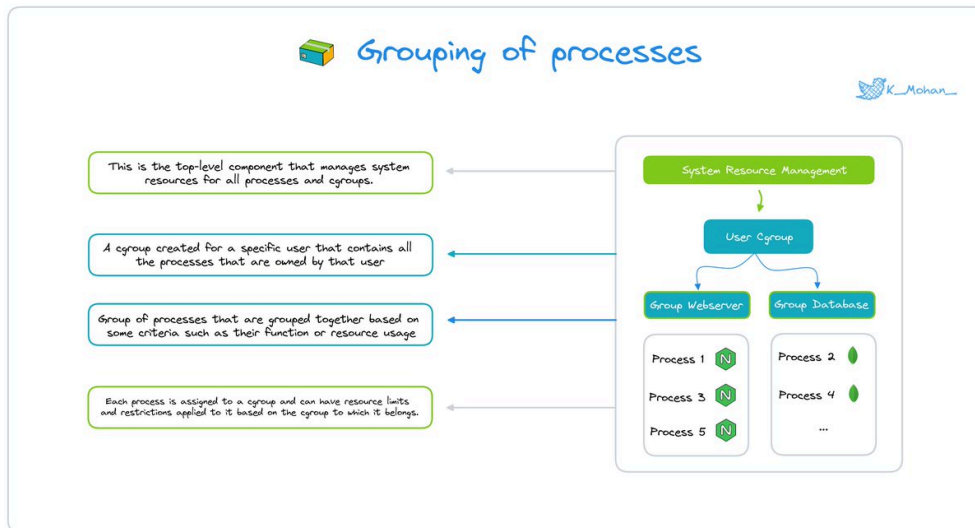 Grouping of processes
K_Mohan_
This is the top-level component that manages system
resources for all processes and cgroups.
A cgroup created for a specific user that contains all
the processes that are owned by that user
Group of processes that are grouped together based on
some criteria such as their function or resource usage
Each process is assigned to a cgroup and can have resource limits
and restrictions applied to it based on the cgroup to which it belongs.
System Resource Management
User Cgroup
Group Webserver
Group Database
Process 1 N
Process 3 N
Process 5 N
Process 2
Process 4
...